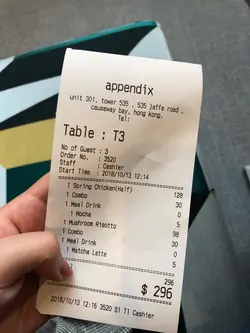 appendix
unit 301, tower 535 , 535 jaffe road ,
causeway bay, hong kong.
Tel:
Table : T3
No of Guest : 3
Order No. : 3520
Staff : Cashier
Start Time : 2018/10/13 12:14
1 Spring Chicken(Half) 128
1 Combo 30
1 Meal Drink 0
1 Mocha 5
1 Mushroom Risotto 98
1 Combo 30
1 Meal Drink 0
1 Matcha Latte 5
296
$ 296
2018/10/13 12:16 3520 S1 T1 Cashier